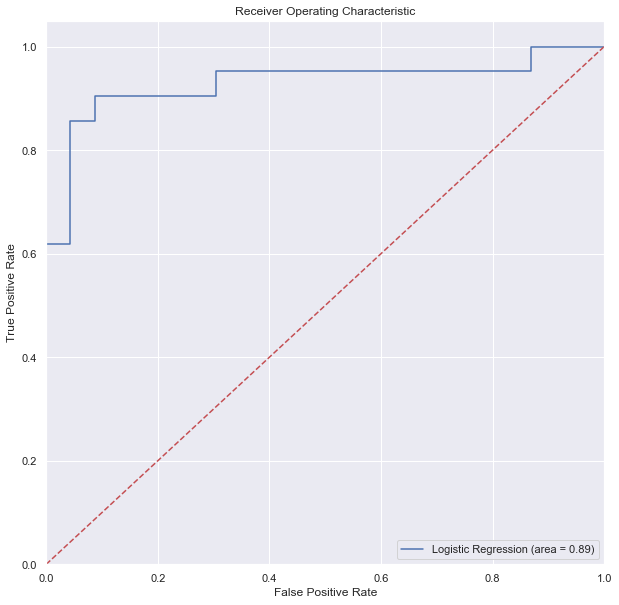 Receiver Operating Characteristic
1.0
0.8
0.6
0.4
0.2
0.0
True Positive Rate
Logistic Regression (area = 0.89)
0.0 0.2 0.4 0.6 0.8 1.0
False Positive Rate